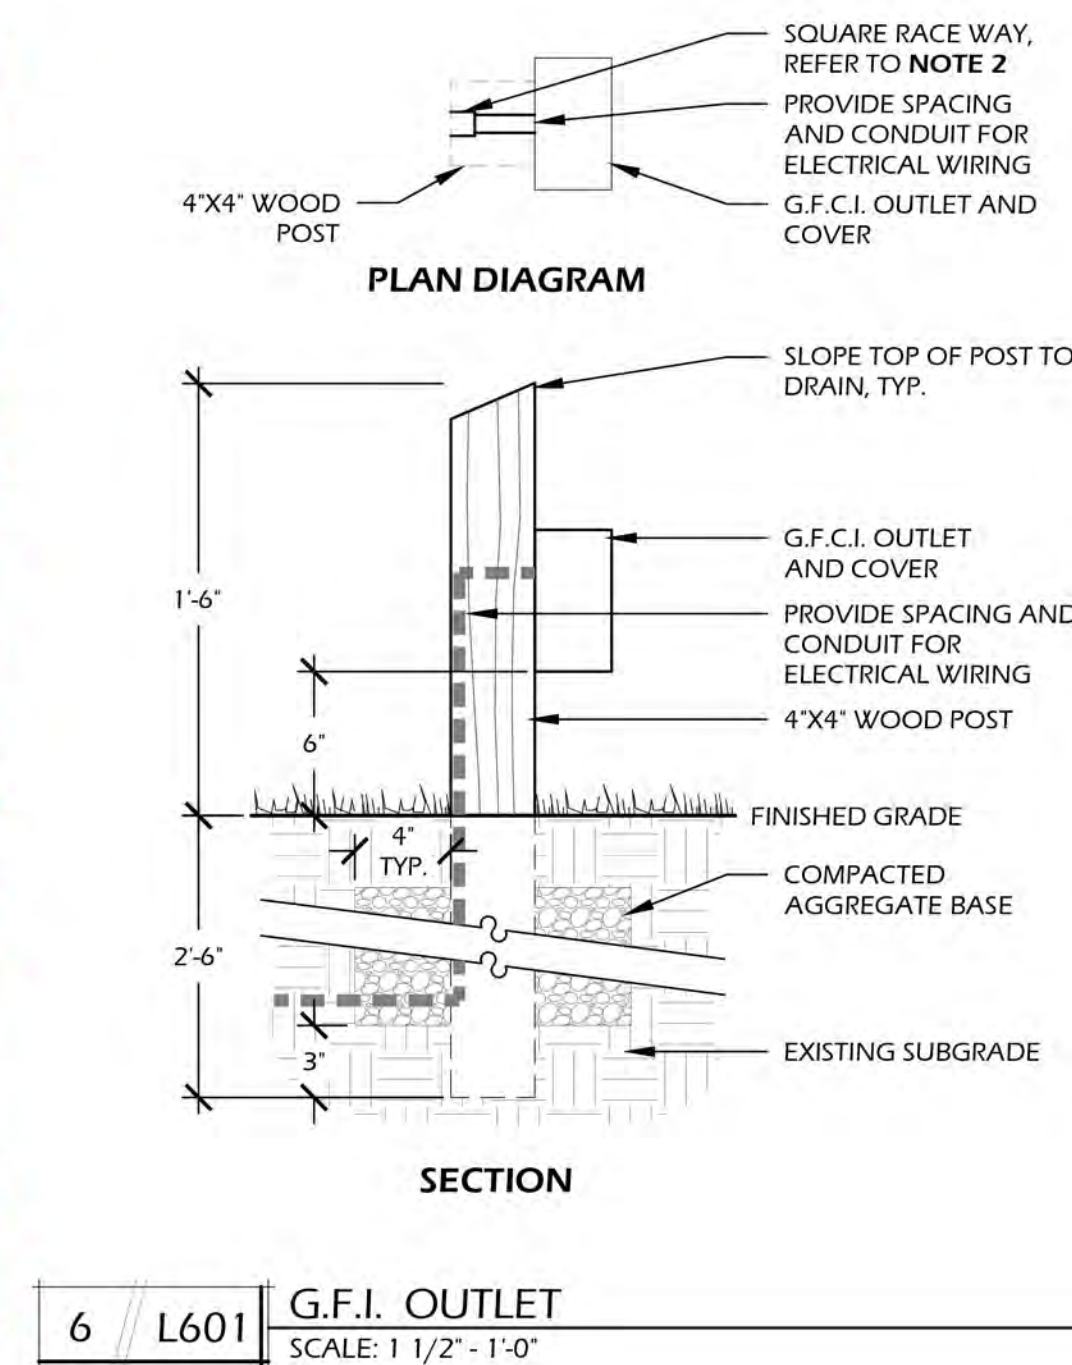 SQUARE RACE WAY,
REFER TO NOTE 2
PROVIDE SPACING
AND CONDUIT FOR
ELECTRICAL WIRING
G.F.C.I. OUTLET AND
COVER
4"X4" WOOD
POST
PLAN DIAGRAM
SLOPE TOP OF POST TO
DRAIN, TYP.
G.F.C.I. OUTLET
AND COVER
1'-6"
PROVIDE SPACING AND
CONDUIT FOR
ELECTRICAL WIRING
4"X4" WOOD POST
6"
FINISHED GRADE
4"
TYP.
COMPACTED
AGGREGATE BASE
2'-6"
EXISTING SUBGRADE
3"
SECTION
6 // L601
G.F.I. OUTLET
SCALE: 1 1/2" - 1'-0"